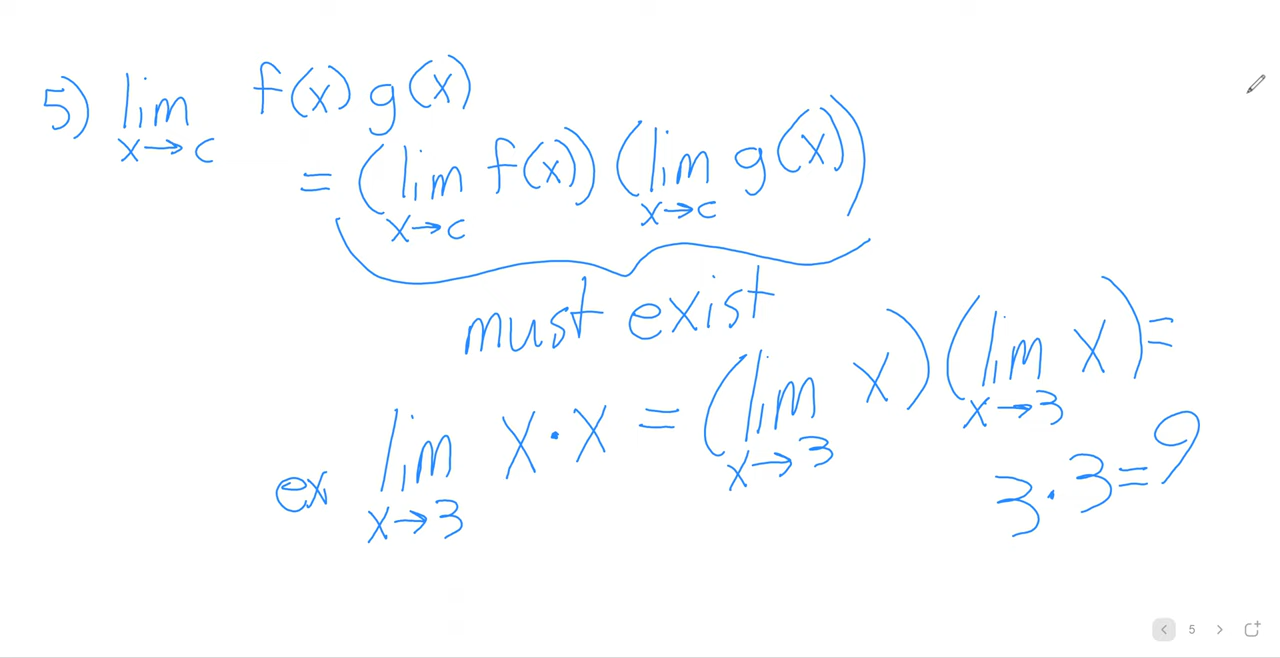 5) lim f(x) g(x)
x→c
= (lim f(x)) (lim g(x))
x→c x→c
must exist
ex lim x·x = (lim x) (lim x) =
x→3 x→3 x→3
3·3=9
5